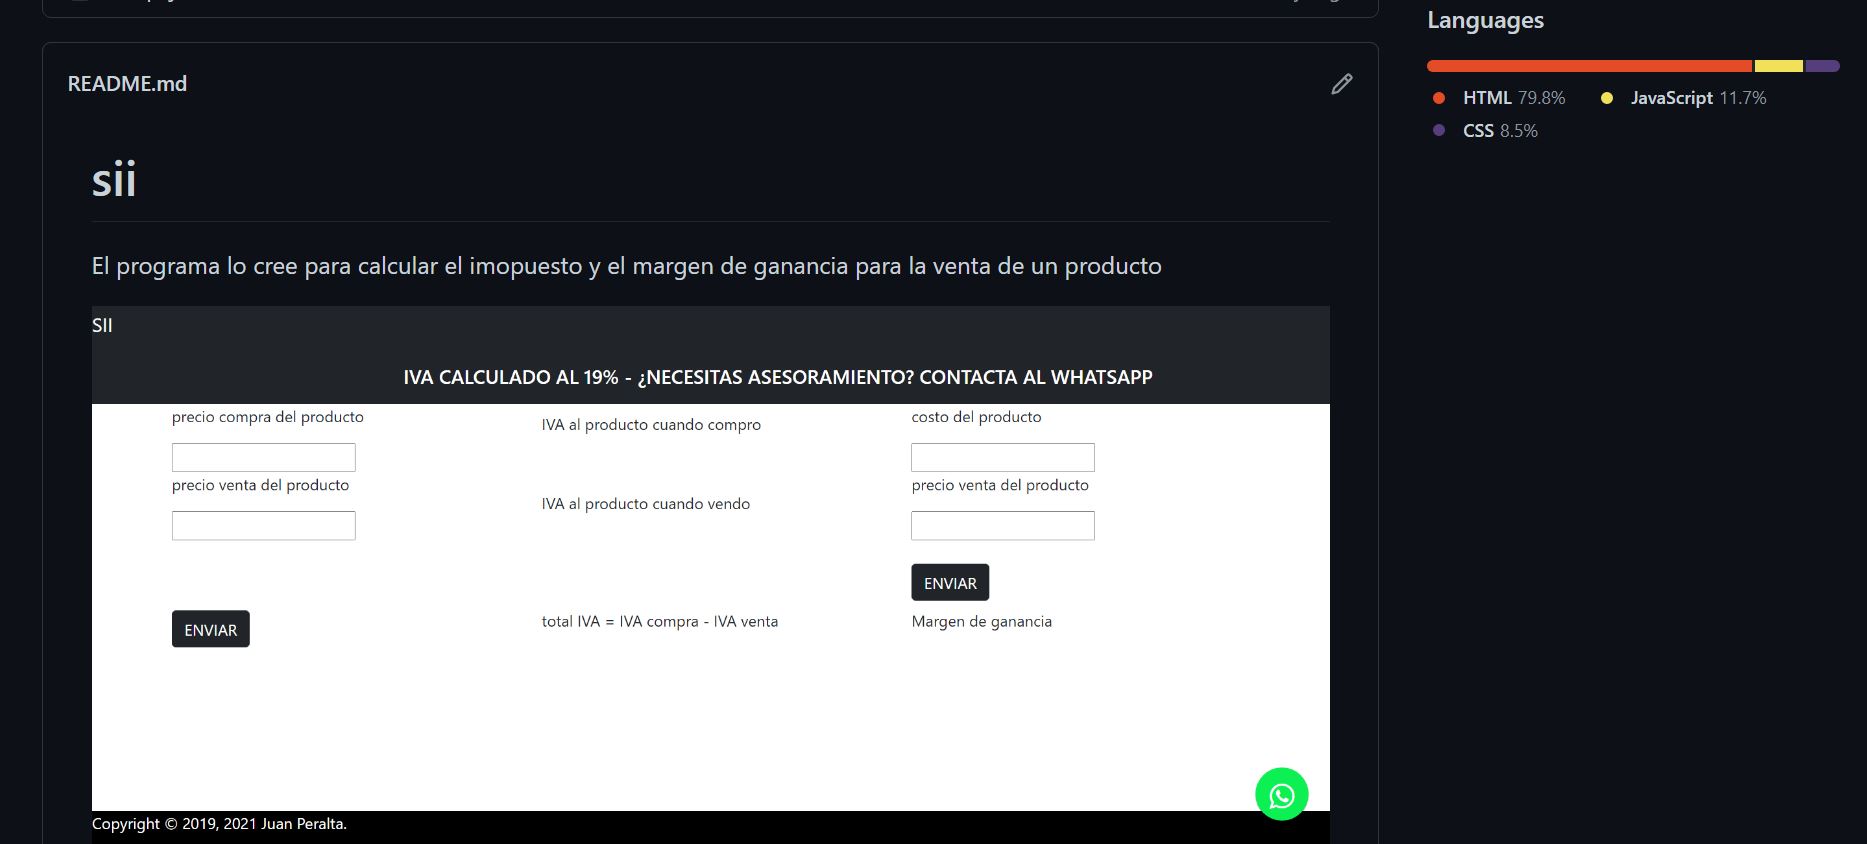 Languages
README.md
HTML 79.8%
JavaScript 11.7%
CSS 8.5%
sii
El programa lo cree para calcular el imopuesto y el margen de ganancia para la venta de un producto
SII
IVA CALCULADO AL 19% - ¿NECESITAS ASESORAMIENTO? CONTACTA AL WHATSAPP
precio compra del producto
precio venta del producto
ENVIAR
IVA al producto cuando compro
IVA al producto cuando vendo
total IVA = IVA compra - IVA venta
costo del producto
precio venta del producto
ENVIAR
Margen de ganancia
Copyright © 2019, 2021 Juan Peralta.